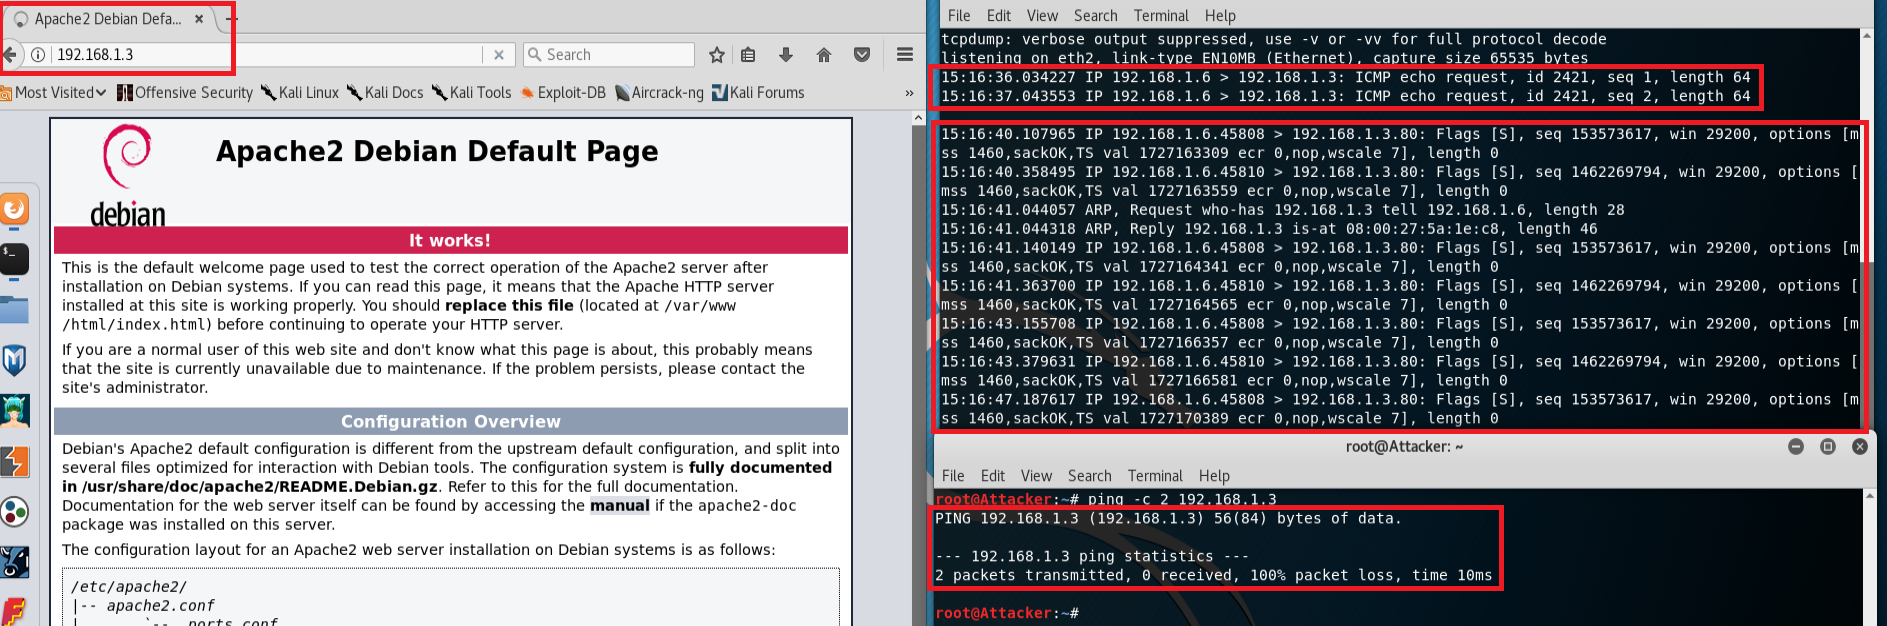 Apache2 Debian Defa...
192.168.1.3
Search
Most Visited
Offensive Security
Kali Linux
Kali Docs
Kali Tools
Exploit-DB
Aircrack-ng
Kali Forums
»
debian
Apache2 Debian Default Page
It works!
This is the default welcome page used to test the correct operation of the Apache2 server after
installation on Debian systems. If you can read this page, it means that the Apache HTTP server
installed at this site is working properly. You should replace this file (located at /var/www
/html/index.html) before continuing to operate your HTTP server.
If you are a normal user of this web site and don't know what this page is about, this probably means
that the site is currently unavailable due to maintenance. If the problem persists, please contact the
site's administrator.
Configuration Overview
Debian's Apache2 default configuration is different from the upstream default configuration, and split into
several files optimized for interaction with Debian tools. The configuration system is fully documented
in /usr/share/doc/apache2/README.Debian.gz. Refer to this for the full documentation.
Documentation for the web server itself can be found by accessing the manual if the apache2-doc
package was installed on this server.
The configuration layout for an Apache2 web server installation on Debian systems is as follows:
/etc/apache2/
|-- apache2.conf
|       `--  ports.conf
File Edit View Search Terminal Help
tcpdump: verbose output suppressed, use -v or -vv for full protocol decode
listening on eth2, link-type EN10MB (Ethernet), capture size 65535 bytes
15:16:36.034227 IP 192.168.1.6 > 192.168.1.3: ICMP echo request, id 2421, seq 1, length 64
15:16:37.043553 IP 192.168.1.6 > 192.168.1.3: ICMP echo request, id 2421, seq 2, length 64
15:16:40.107965 IP 192.168.1.6.45808 > 192.168.1.3.80: Flags [S], seq 153573617, win 29200, options [m
ss 1460,sackOK,TS val 1727163309 ecr 0,nop,wscale 7], length 0
15:16:40.358495 IP 192.168.1.6.45810 > 192.168.1.3.80: Flags [S], seq 1462269794, win 29200, options [
mss 1460,sackOK,TS val 1727163559 ecr 0,nop,wscale 7], length 0
15:16:41.044057 ARP, Request who-has 192.168.1.3 tell 192.168.1.6, length 28
15:16:41.044318 ARP, Reply 192.168.1.3 is-at 08:00:27:5a:1e:c8, length 46
15:16:41.140149 IP 192.168.1.6.45808 > 192.168.1.3.80: Flags [S], seq 153573617, win 29200, options [m
ss 1460,sackOK,TS val 1727164341 ecr 0,nop,wscale 7], length 0
15:16:41.363700 IP 192.168.1.6.45810 > 192.168.1.3.80: Flags [S], seq 1462269794, win 29200, options [
mss 1460,sackOK,TS val 1727164565 ecr 0,nop,wscale 7], length 0
15:16:43.155708 IP 192.168.1.6.45808 > 192.168.1.3.80: Flags [S], seq 153573617, win 29200, options [m
ss 1460,sackOK,TS val 1727166357 ecr 0,nop,wscale 7], length 0
15:16:43.379631 IP 192.168.1.6.45810 > 192.168.1.3.80: Flags [S], seq 1462269794, win 29200, options [
mss 1460,sackOK,TS val 1727166581 ecr 0,nop,wscale 7], length 0
15:16:47.187617 IP 192.168.1.6.45808 > 192.168.1.3.80: Flags [S], seq 153573617, win 29200, options [m
ss 1460,sackOK,TS val 1727170389 ecr 0,nop,wscale 7], length 0
root@Attacker: ~
File Edit View Search Terminal Help
root@Attacker:~# ping -c 2 192.168.1.3
PING 192.168.1.3 (192.168.1.3) 56(84) bytes of data.
--- 192.168.1.3 ping statistics ---
2 packets transmitted, 0 received, 100% packet loss, time 10ms
root@Attacker:~#